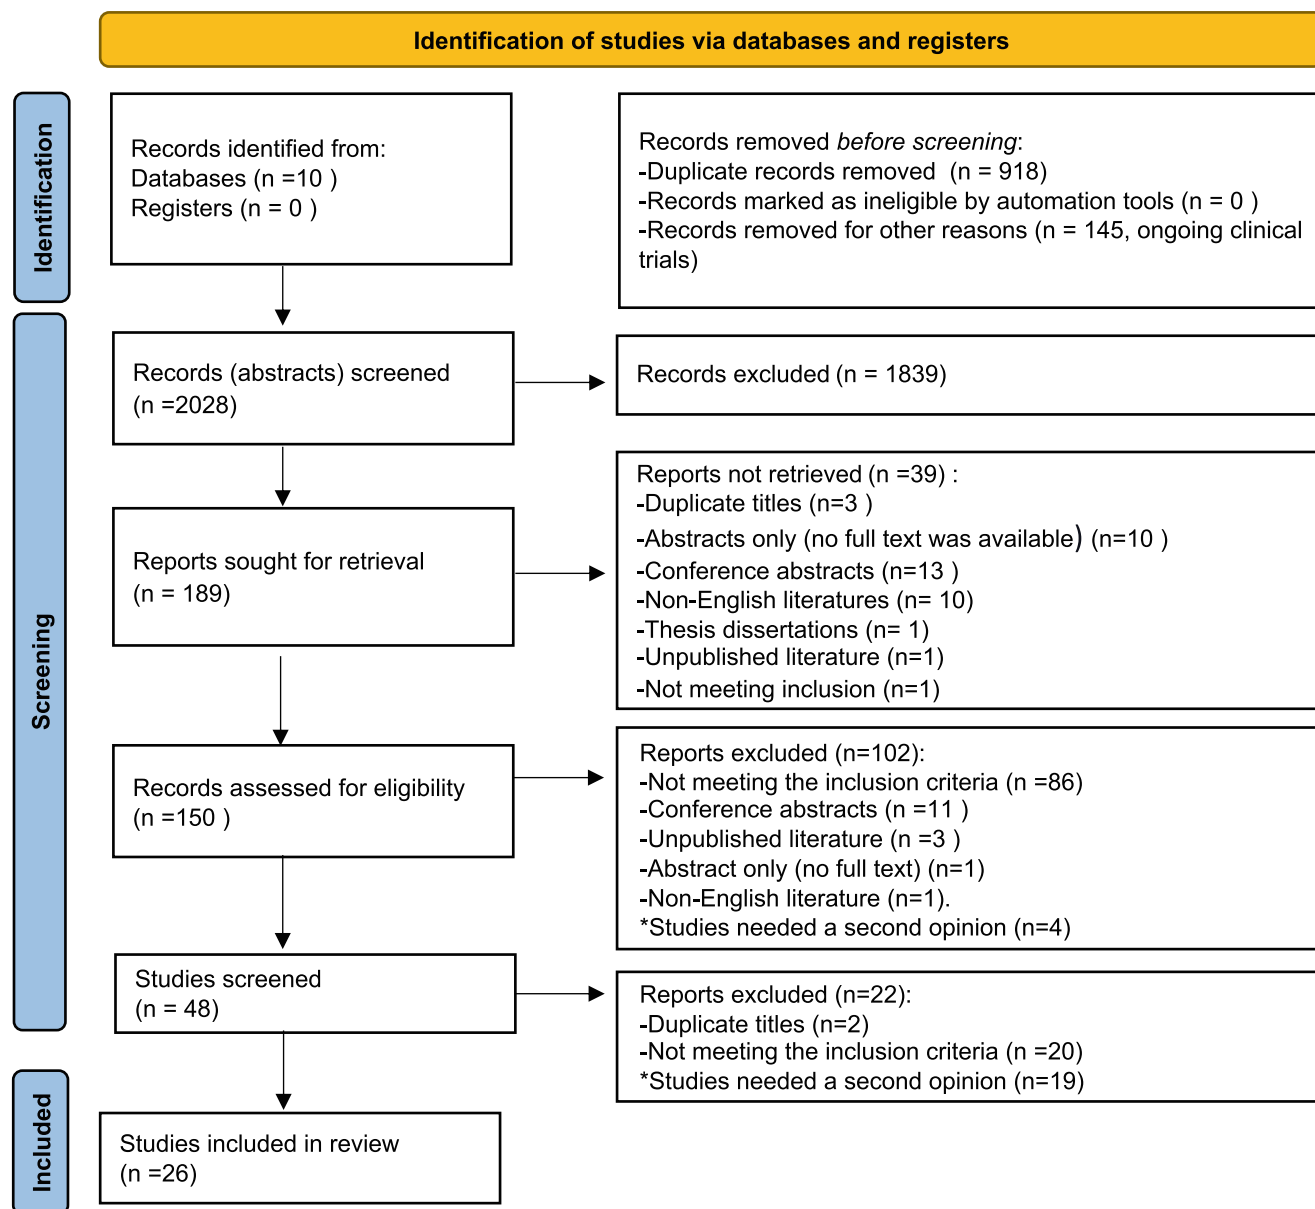 Identification of studies via databases and registers
Identification
Records identified from:
Databases (n =10 )
Registers (n = 0 )
Records removed before screening:
-Duplicate records removed  (n = 918)
-Records marked as ineligible by automation tools (n = 0 )
-Records removed for other reasons (n = 145, ongoing clinical
trials)
Screening
Records (abstracts) screened
(n =2028)
Records excluded (n = 1839)
Reports sought for retrieval
(n = 189)
Reports not retrieved (n =39) :
-Duplicate titles (n=3 )
-Abstracts only (no full text was available) (n=10 )
-Conference abstracts (n=13 )
-Non-English literatures (n= 10)
-Thesis dissertations (n= 1)
-Unpublished literature (n=1)
-Not meeting inclusion (n=1)
Records assessed for eligibility
(n =150 )
Reports excluded (n=102):
-Not meeting the inclusion criteria (n =86)
-Conference abstracts (n =11 )
-Unpublished literature (n =3 )
-Abstract only (no full text) (n=1)
-Non-English literature (n=1).
*Studies needed a second opinion (n=4)
Studies screened
(n = 48)
Reports excluded (n=22):
-Duplicate titles (n=2)
-Not meeting the inclusion criteria (n =20)
*Studies needed a second opinion (n=19)
Included
Studies included in review
(n =26)